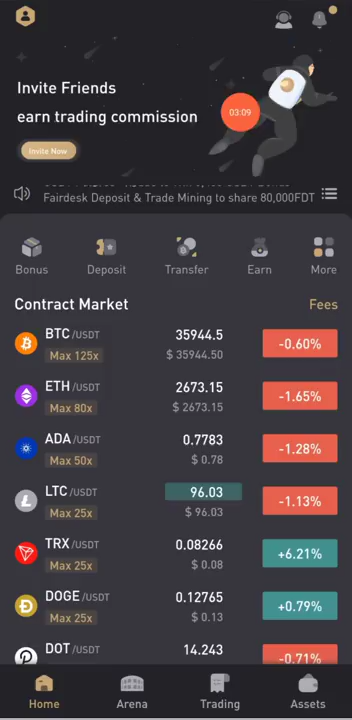 Invite Friends
earn trading commission
03:09
Invite Now
Fairdesk Deposit & Trade Mining to share 80,000FDT
Bonus
Deposit
Transfer
Earn
More
Contract Market
Fees
BTC /USDT
35944.5
-0.60%
Max 125x
$ 35944.50
ETH /USDT
2673.15
-1.65%
Max 80x
$ 2673.15
ADA /USDT
0.7783
-1.28%
Max 50x
$ 0.78
LTC /USDT
96.03
-1.13%
Max 25x
$ 96.03
TRX /USDT
0.08266
+6.21%
Max 25x
$ 0.08
DOGE /USDT
0.12765
+0.79%
Max 25x
$ 0.13
DOT /USDT
14.243
-0.71%
Home
Arena
Trading
Assets